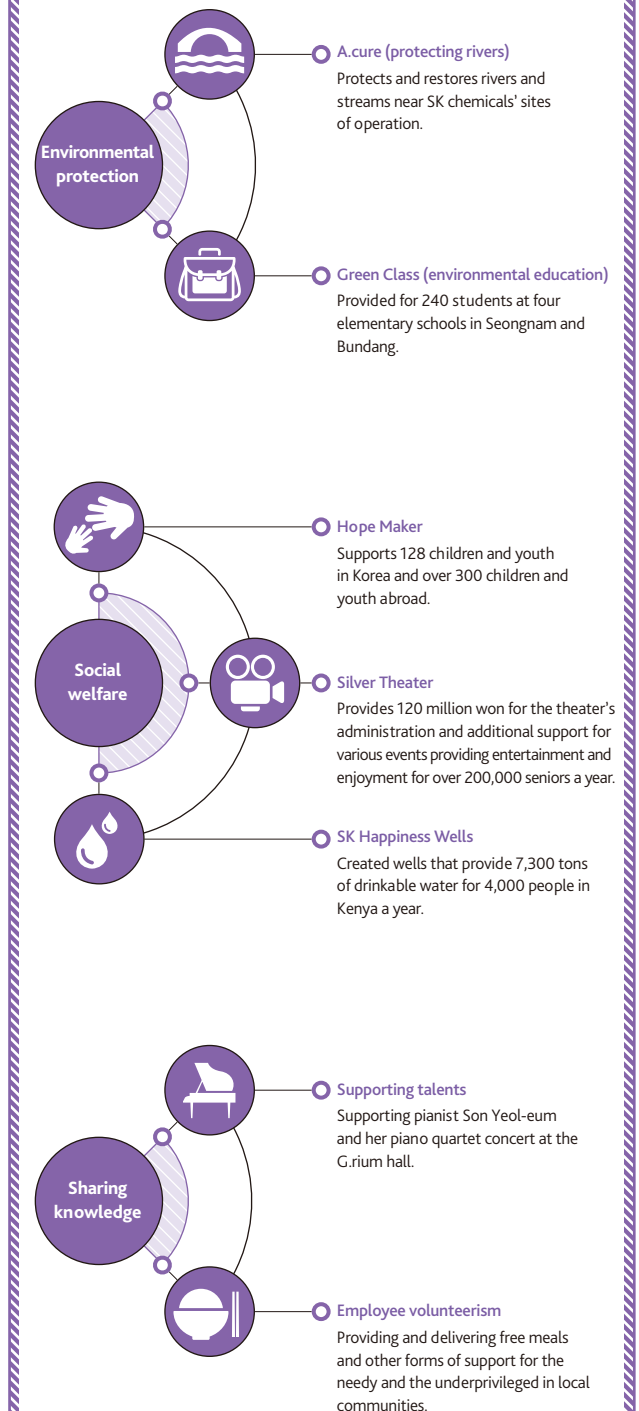 Environmental
protection
A.cure (protecting rivers)
Protects and restores rivers and
streams near SK chemicals' sites
of operation.
Green Class (environmental education)
Provided for 240 students at four
elementary schools in Seongnam and
Bundang.
Social
welfare
Hope Maker
Supports 128 children and youth
in Korea and over 300 children and
youth abroad.
Silver Theater
Provides 120 million won for the theater's
administration and additional support for
various events providing entertainment and
enjoyment for over 200,000 seniors a year.
SK Happiness Wells
Created wells that provide 7,300 tons
of drinkable water for 4,000 people in
Kenya a year.
Sharing
knowledge
Supporting talents
Supporting pianist Son Yeol-eum
and her piano quartet concert at the
G.rium hall.
Employee volunteerism
Providing and delivering free meals
and other forms of support for the
needy and the underprivileged in local
communities.